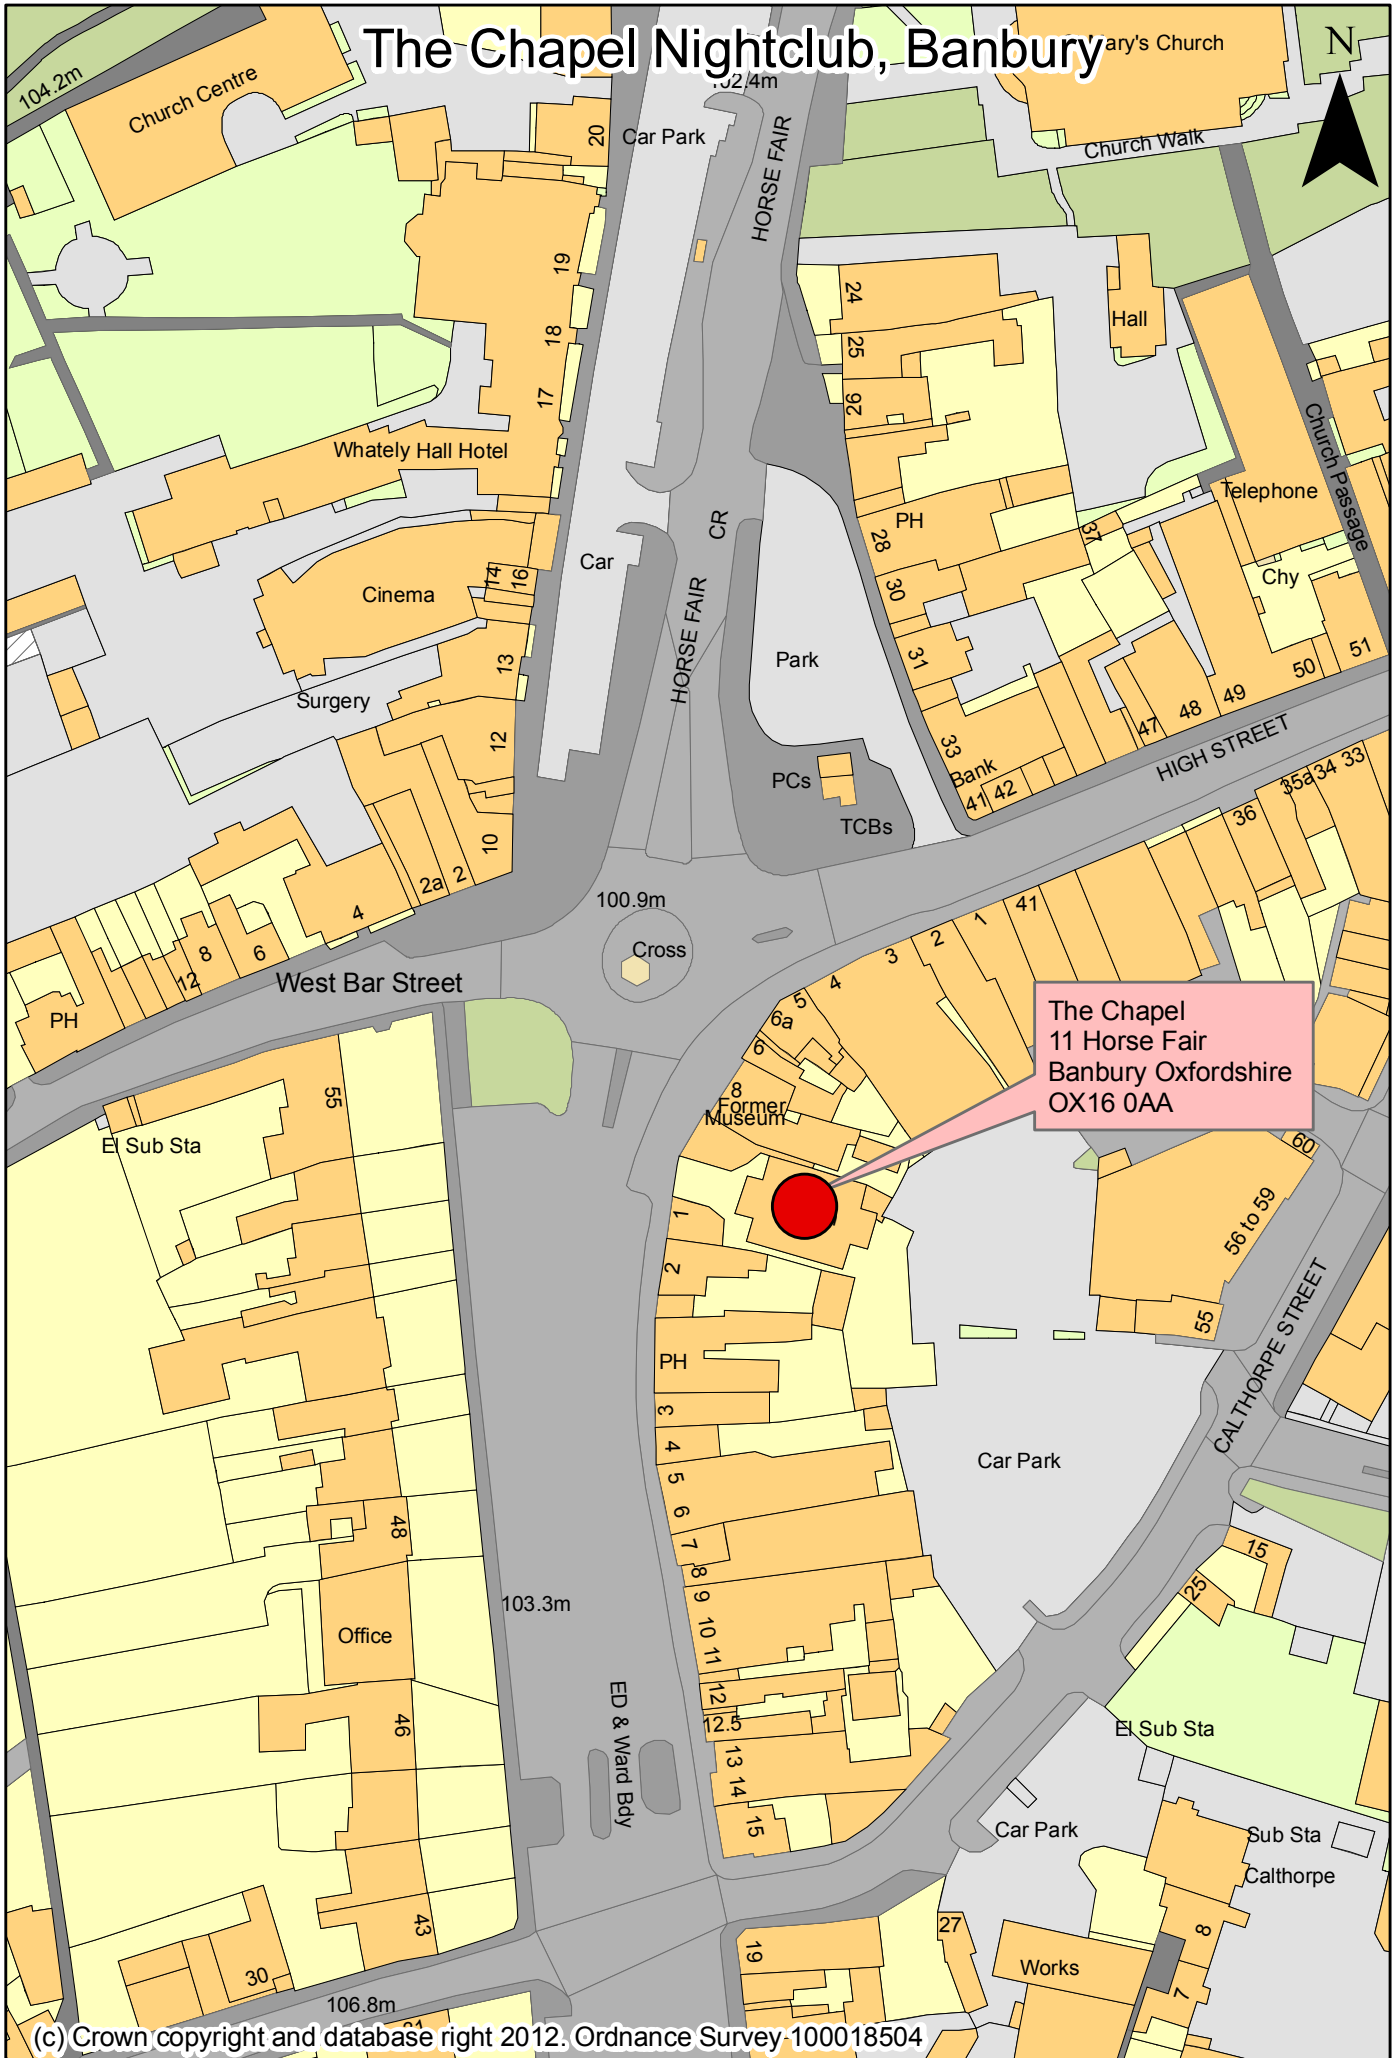 The Chapel Nightclub, Banbury
N
104.2m
Church Centre
102.4m
Mary's Church
Church Walk
20
Car Park
HORSE FAIR
19
18
17
24
25
26
Hall
Whately Hall Hotel
Church Passage
Telephone
PH
28
37
CR
Car
14
16
Cinema
30
Chy
HORSE FAIR
13
31
Park
51
50
49
48
47
Surgery
12
33
Bank
41
42
HIGH STREET
PCs
TCBs
35a
34
33
36
10
2
2a
4
100.9m
Cross
6
8
12
West Bar Street
PH
41
1
2
3
4
5
6a
6
8
Former
Museum
The Chapel
11 Horse Fair
Banbury Oxfordshire
OX16 0AA
55
El Sub Sta
60
56 to 59
55
CALTHORPE STREET
1
2
PH
3
4
5
6
7
8
9
10
11
12
12.5
13
14
15
Car Park
48
103.3m
Office
46
ED & Ward Bdy
15
25
El Sub Sta
Car Park
Sub Sta
Calthorpe
43
30
19
27
8
7
Works
106.8m
(c) Crown copyright and database right 2012. Ordnance Survey 100018504